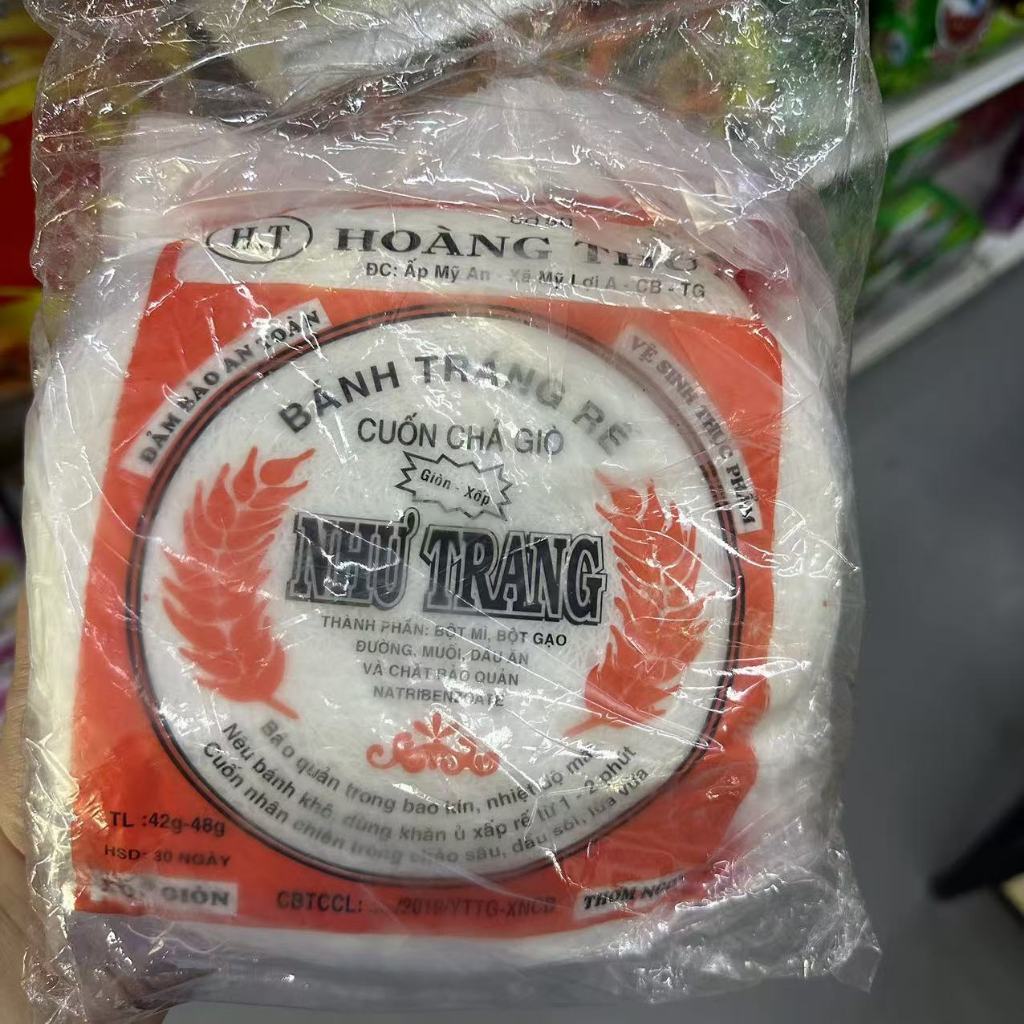 CƠ SỞ
HT HOÀNG
ĐC: Ấp Mỹ An - Xã Mỹ Lợi A - CB - TG
ĐẢM BẢO AN TOÀN
VỆ SINH THỰC PHẨM
BÁNH TRÁNG RẾ
CUỐN CHẢ GIÒ
Giòn - Xốp
NHƯ TRANG
THÀNH PHẦN: BỘT MÌ, BỘT GẠO
ĐƯỜNG, MUỐI, DẦU ĂN
VÀ CHẤT BẢO QUẢN
NATRIBENZOATE
Bảo quản trong bao kín, nhiệt độ mát
Nếu bánh khô, dùng khăn ủ xấp rế từ 1 - 2 phút
Cuốn nhân chiên trong chảo sâu, dầu sôi, lửa vừa
TL :42g-48g
HSD: 30 NGÀY
GIÒN
CBTCCL: .../2010/YTTG-XNCB
THƠM NGON